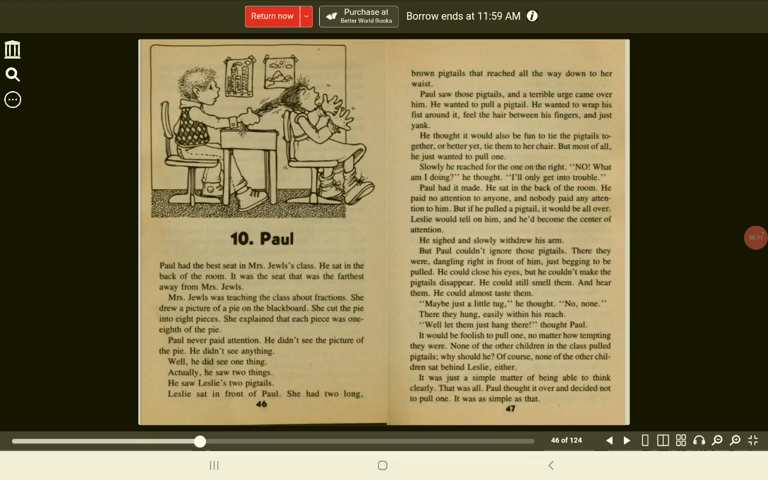 Return now
Purchase at
Better World Books
Borrow ends at 11:59 AM
10. Paul
Paul had the best seat in Mrs. Jewls's class. He sat in the
back of the room. It was the seat that was the farthest
away from Mrs. Jewls.
Mrs. Jewls was teaching the class about fractions. She
drew a picture of a pie on the blackboard. She cut the pie
into eight pieces. She explained that each piece was one-
eighth of the pie.
Paul never paid attention. He didn't see the picture of
the pie. He didn't see anything.
Well, he did see one thing.
Actually, he saw two things.
He saw Leslie's two pigtails.
Leslie sat in front of Paul. She had two long,
46
brown pigtails that reached all the way down to her
waist.
Paul saw those pigtails, and a terrible urge came over
him. He wanted to pull a pigtail. He wanted to wrap his
fist around it, feel the hair between his fingers, and just
yank.
He thought it would also be fun to tie the pigtails to-
gether, or better yet, tie them to her chair. But most of all,
he just wanted to pull one.
Slowly he reached for the one on the right. "NO! What
am I doing?" he thought. "I'll only get into trouble."
Paul had it made. He sat in the back of the room. He
paid no attention to anyone, and nobody paid any atten-
tion to him. But if he pulled a pigtail, it would be all over.
Leslie would tell on him, and he'd become the center of
attention.
He sighed and slowly withdrew his arm.
But Paul couldn't ignore those pigtails. There they
were, dangling right in front of him, just begging to be
pulled. He could close his eyes, but he couldn't make the
pigtails disappear. He could still smell them. And hear
them. He could almost taste them.
"Maybe just a little tug," he thought. "No, none."
There they hung, easily within his reach.
"Well let them just hang there!" thought Paul.
It would be foolish to pull one, no matter how tempting
they were. None of the other children in the class pulled
pigtails; why should he? Of course, none of the other chil-
dren sat behind Leslie, either.
It was just a simple matter of being able to think
clearly. That was all. Paul thought it over and decided not
to pull one. It was as simple as that.
47
46 of 124